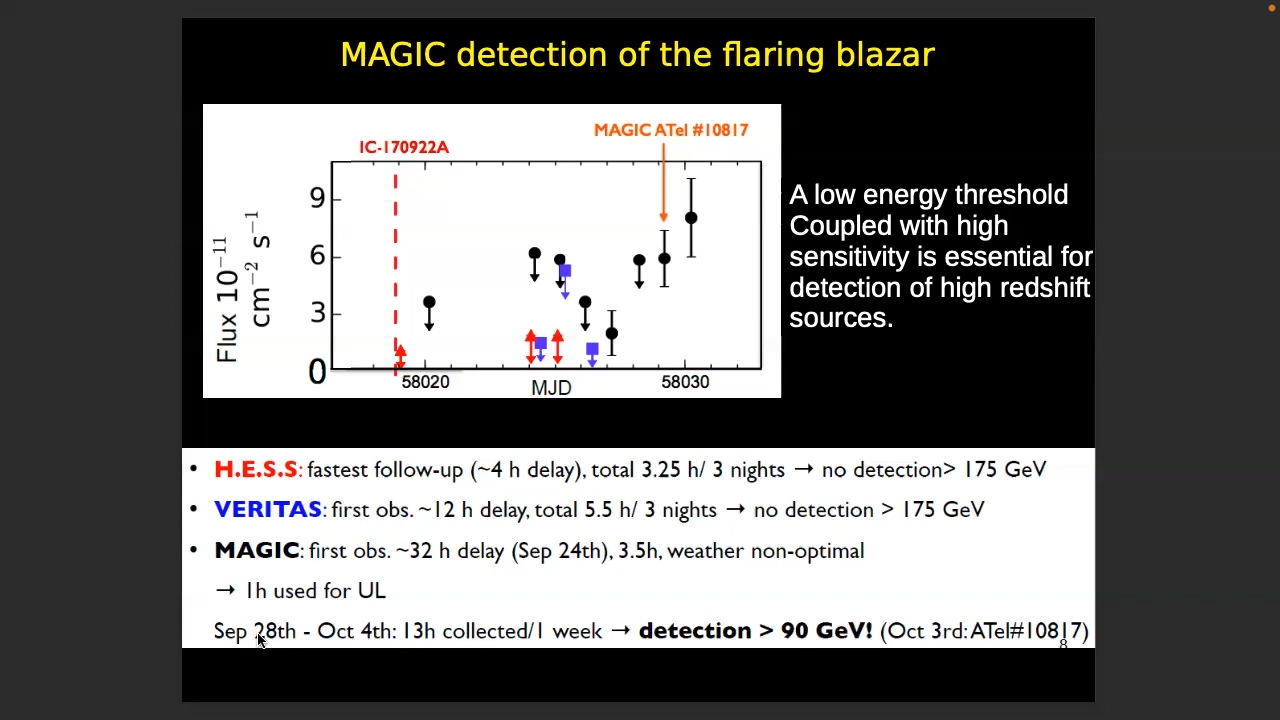 MAGIC detection of the flaring blazar
MAGIC ATel #10817
IC-170922A
9
6
3
0
Flux 10⁻¹¹
cm⁻² s⁻¹
58020
58030
MJD
A low energy threshold
Coupled with high
sensitivity is essential for
detection of high redshift
sources.
• H.E.S.S: fastest follow-up (~4 h delay), total 3.25 h/ 3 nights → no detection> 175 GeV
• VERITAS: first obs. ~12 h delay, total 5.5 h/ 3 nights → no detection > 175 GeV
• MAGIC: first obs. ~32 h delay (Sep 24th), 3.5h, weather non-optimal
→ 1h used for UL
Sep 28th - Oct 4th: 13h collected/1 week → detection > 90 GeV! (Oct 3rd: ATel#10817)
8